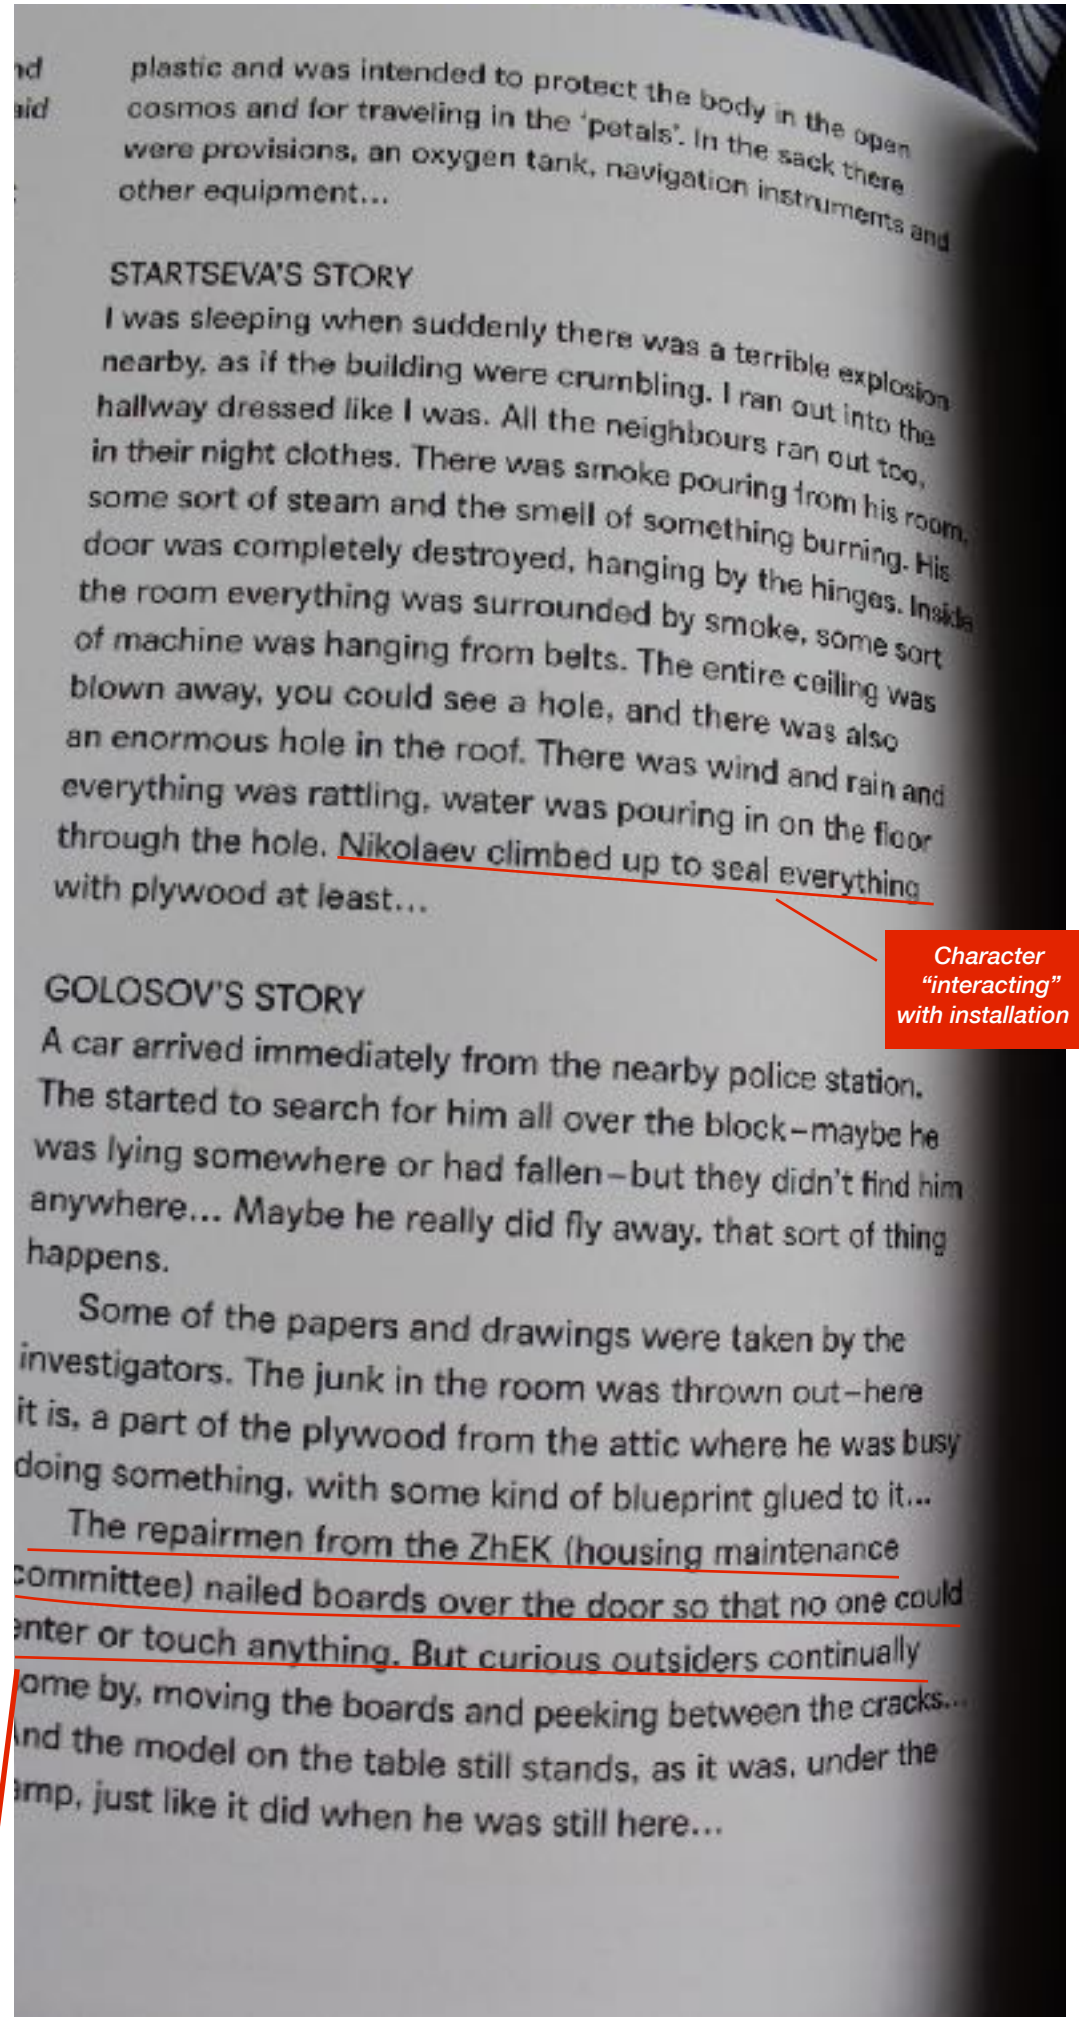 nd
aid
plastic and was intended to protect the body in the open
cosmos and for traveling in the 'petals'. In the sack there
were provisions, an oxygen tank, navigation instruments and
other equipment...
STARTSEVA'S STORY
I was sleeping when suddenly there was a terrible explosion
nearby, as if the building were crumbling. I ran out into the
hallway dressed like I was. All the neighbours ran out too,
in their night clothes. There was smoke pouring from his room,
some sort of steam and the smell of something burning. His
door was completely destroyed, hanging by the hinges. Inside
the room everything was surrounded by smoke, some sort
of machine was hanging from belts. The entire ceiling was
blown away, you could see a hole, and there was also
an enormous hole in the roof. There was wind and rain and
everything was rattling, water was pouring in on the floor
through the hole. Nikolaev climbed up to seal everything
with plywood at least...
Character
“interacting”
with installation
GOLOSOV'S STORY
A car arrived immediately from the nearby police station.
The started to search for him all over the block–maybe he
was lying somewhere or had fallen–but they didn't find him
anywhere... Maybe he really did fly away, that sort of thing
happens.
Some of the papers and drawings were taken by the
investigators. The junk in the room was thrown out–here
it is, a part of the plywood from the attic where he was busy
doing something, with some kind of blueprint glued to it...
The repairmen from the ZhEK (housing maintenance
committee) nailed boards over the door so that no one could
enter or touch anything. But curious outsiders continually
ome by, moving the boards and peeking between the cracks...
And the model on the table still stands, as it was, under the
amp, just like it did when he was still here...